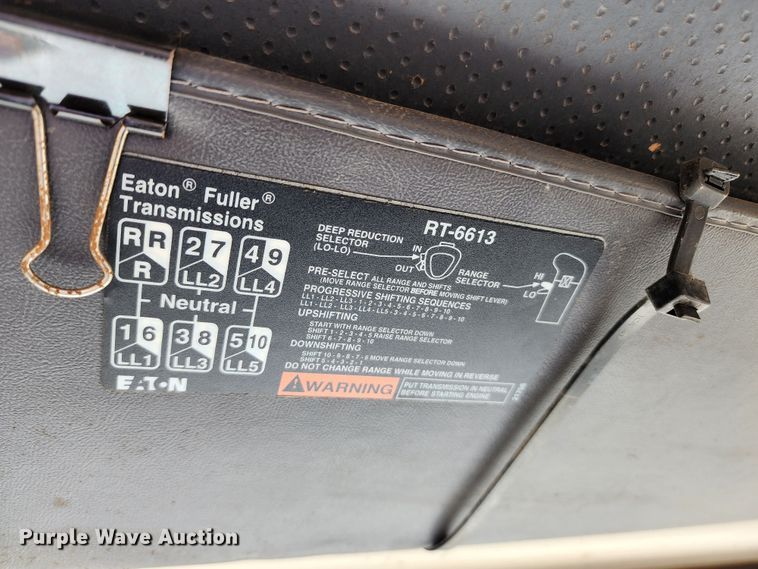 Eaton® Fuller®
Transmissions
R R R
2 7 LL2
4 9 LL4
Neutral
1 6 LL1
3 8 LL3
5 10 LL5
EATON
RT-6613
DEEP REDUCTION
SELECTOR
(LO-LO)
IN
OUT
RANGE
SELECTOR
HI
LO
PRE-SELECT ALL RANGE AND SHIFTS
(MOVE RANGE SELECTOR BEFORE MOVING SHIFT LEVER)
PROGRESSIVE SHIFTING SEQUENCES
LL1 - LL2 - LL3 - 1 - 2 - 3 - 4 - 5 - 6 - 7 - 8 - 9 - 10
LL1 - LL2 - LL3 - LL4 - LL5 - 3 - 4 - 5 - 6 - 7 - 8 - 9 - 10
UPSHIFTING
START WITH RANGE SELECTOR DOWN
SHIFT 1 - 2 - 3 - 4 - 5 RAISE RANGE SELECTOR
SHIFT 6 - 7 - 8 - 9 - 10
DOWNSHIFTING
SHIFT 10 - 9 - 8 - 7 - 6 MOVE RANGE SELECTOR DOWN
SHIFT 5 - 4 - 3 - 2 - 1
DO NOT CHANGE RANGE WHILE MOVING IN REVERSE
WARNING
PUT TRANSMISSION IN NEUTRAL
BEFORE STARTING ENGINE
Purple Wave Auction